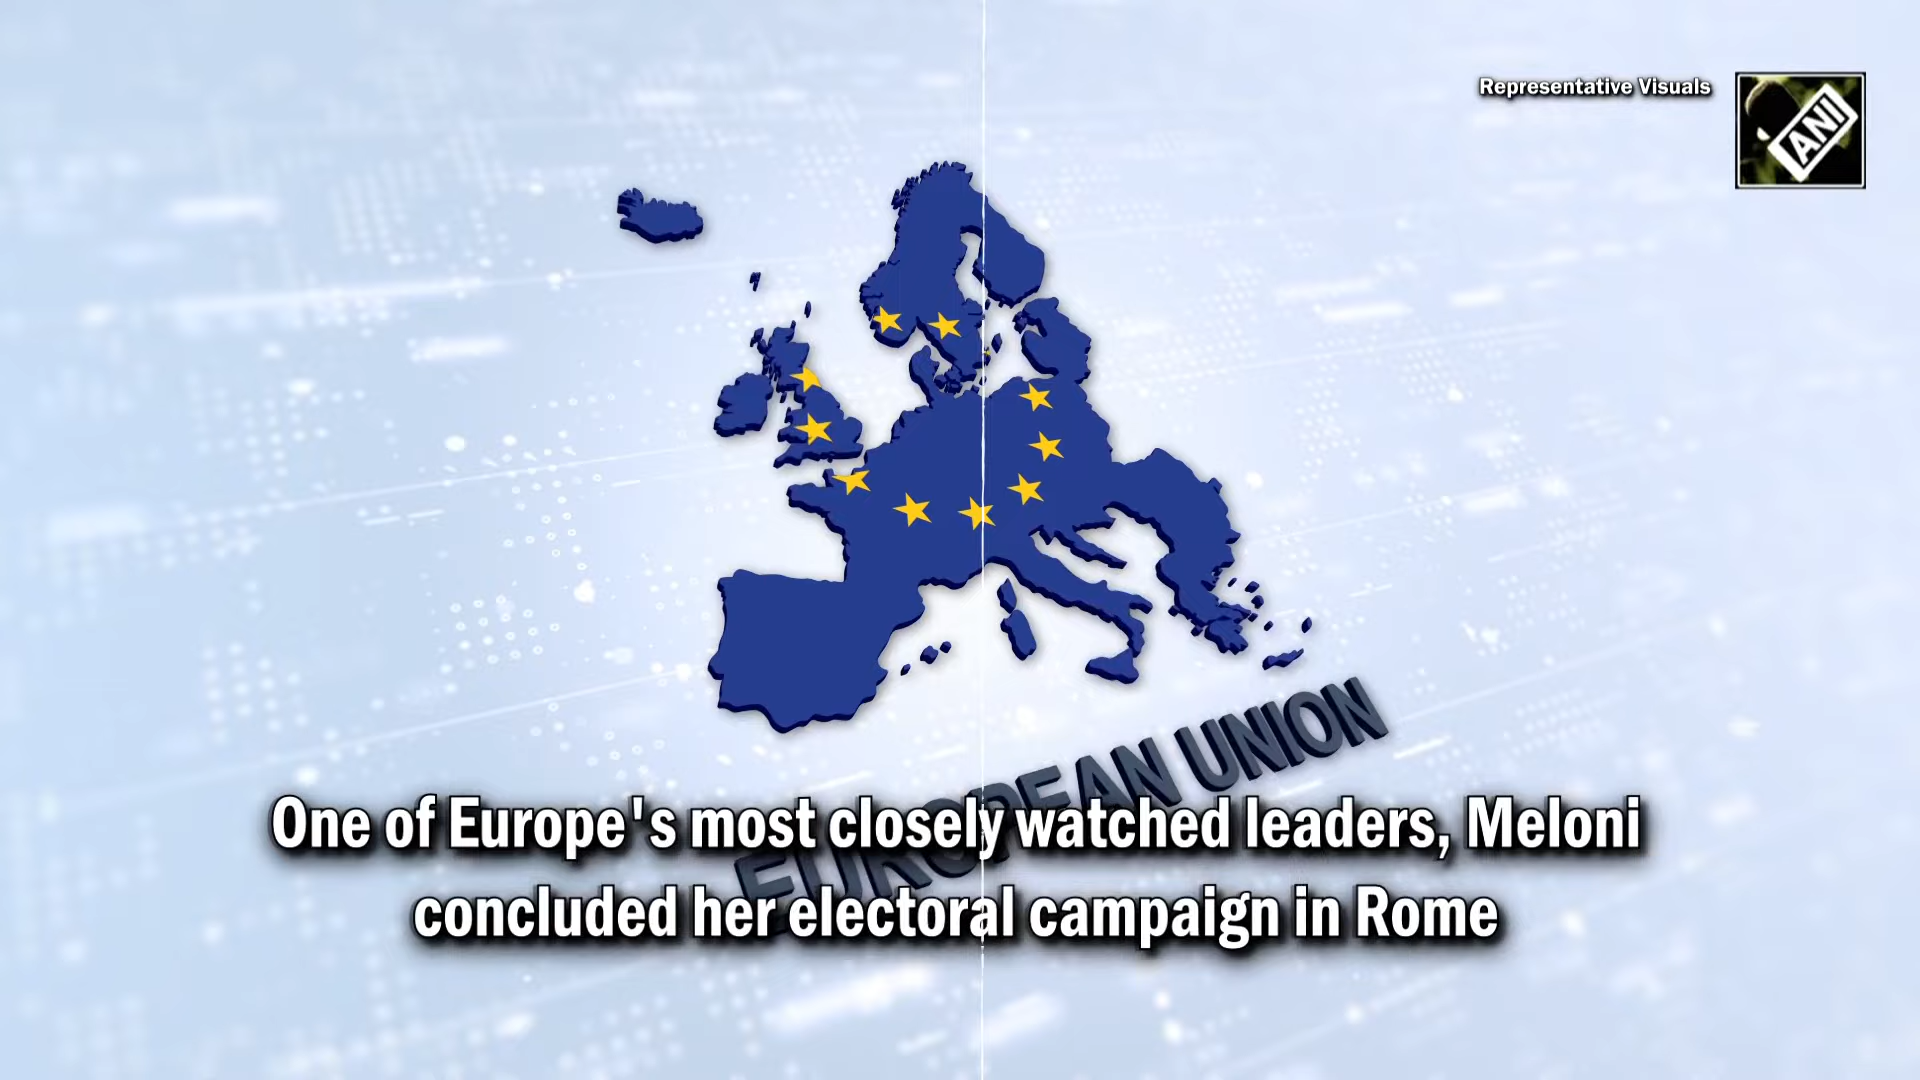 Representative Visuals
ANI
EUROPEAN UNION
One of Europe's most closely watched leaders, Meloni
concluded her electoral campaign in Rome